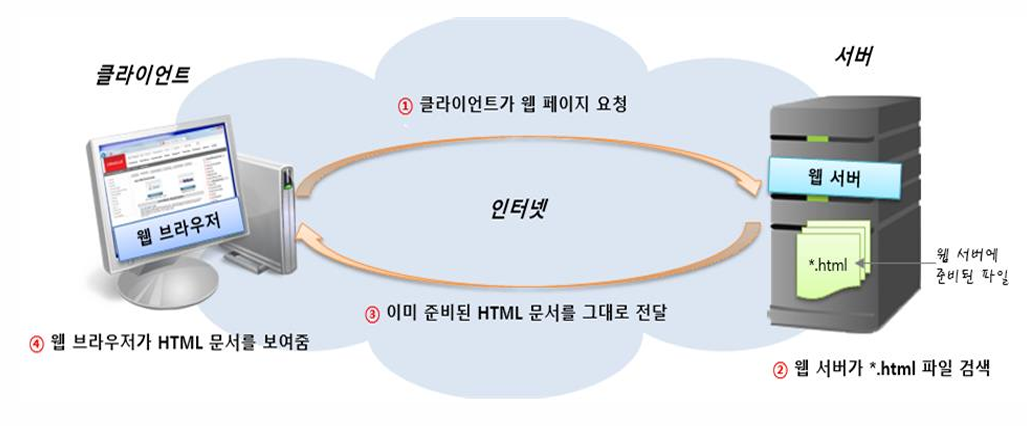 클라이언트
서버
① 클라이언트가 웹 페이지 요청
웹 서버
웹 브라우저
인터넷
*.html
웹 서버에
준비된 파일
③ 이미 준비된 HTML 문서를 그대로 전달
④ 웹 브라우저가 HTML 문서를 보여줌
② 웹 서버가 *.html 파일 검색